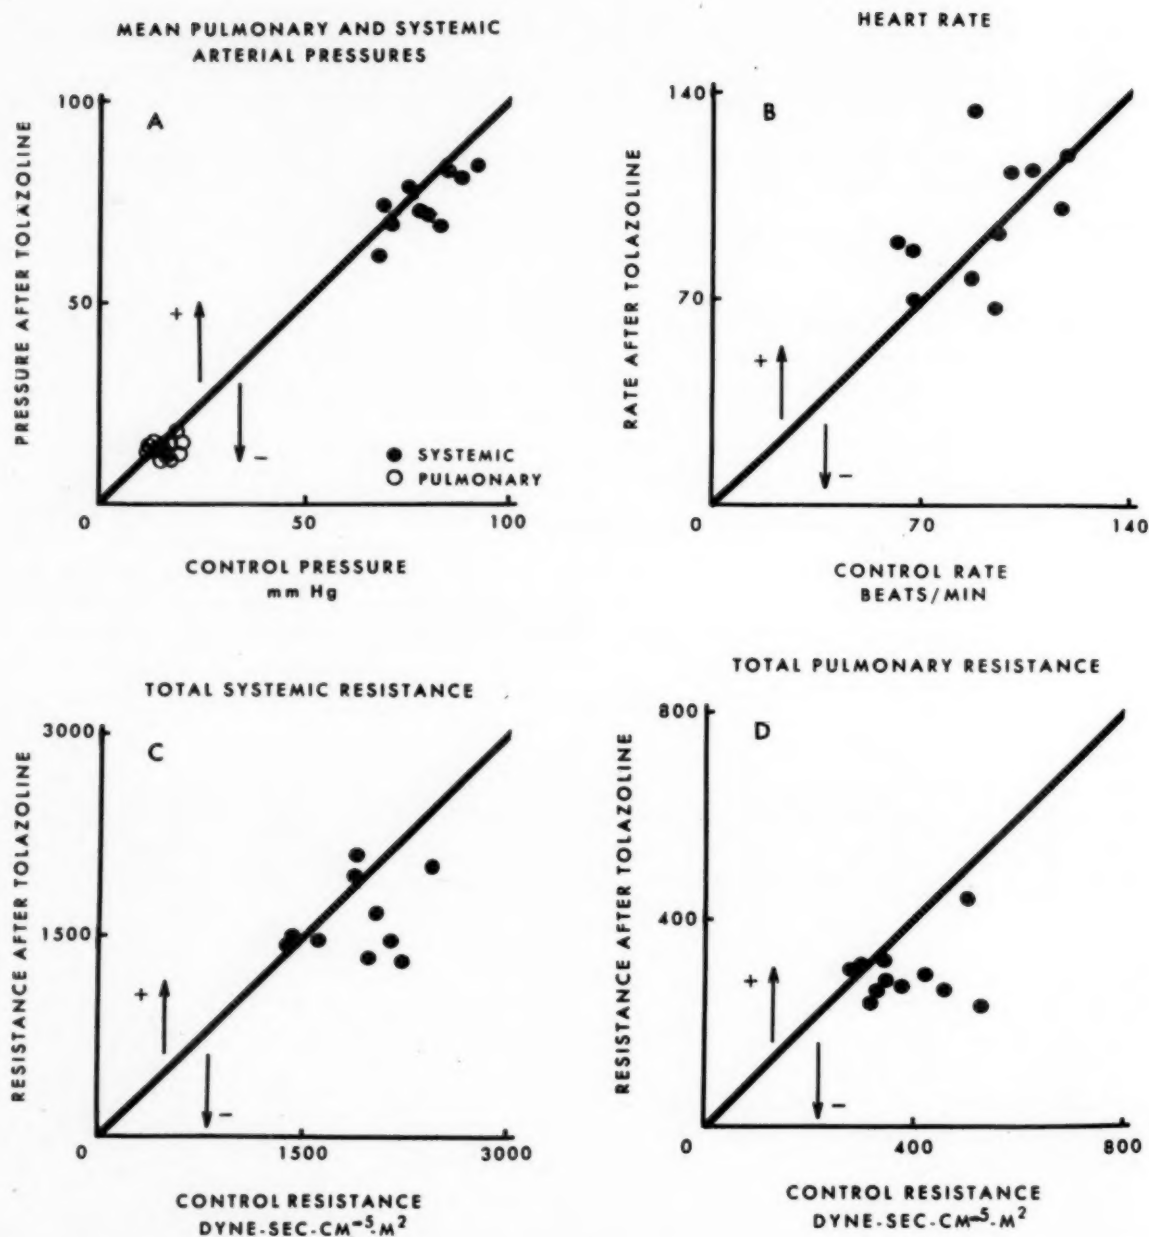 MEAN PULMONARY AND SYSTEMIC
ARTERIAL PRESSURES
A
PRESSURE AFTER TOLAZOLINE
100
50
+
−
● SYSTEMIC
○ PULMONARY
0
50
100
CONTROL PRESSURE
mm Hg
HEART RATE
B
RATE AFTER TOLAZOLINE
140
70
+
−
0
70
140
CONTROL RATE
BEATS/MIN
TOTAL SYSTEMIC RESISTANCE
C
RESISTANCE AFTER TOLAZOLINE
3000
1500
+
−
0
1500
3000
CONTROL RESISTANCE
DYNE-SEC-CM⁻⁵-M²
TOTAL PULMONARY RESISTANCE
D
RESISTANCE AFTER TOLAZOLINE
800
400
+
−
0
400
800
CONTROL RESISTANCE
DYNE-SEC-CM⁻⁵-M²